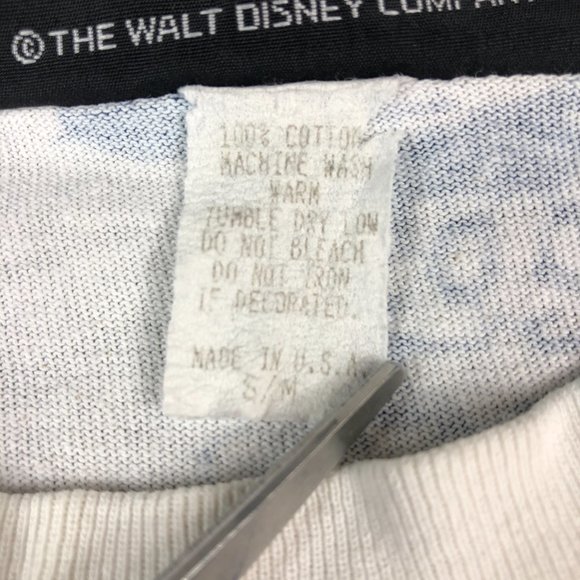 © THE WALT DISNEY COMPANY
100% COTTON
MACHINE WASH
WARM
TUMBLE DRY LOW
DO NOT BLEACH
DO NOT IRON
IF DECORATED.
MADE IN U.S.A.
S/M